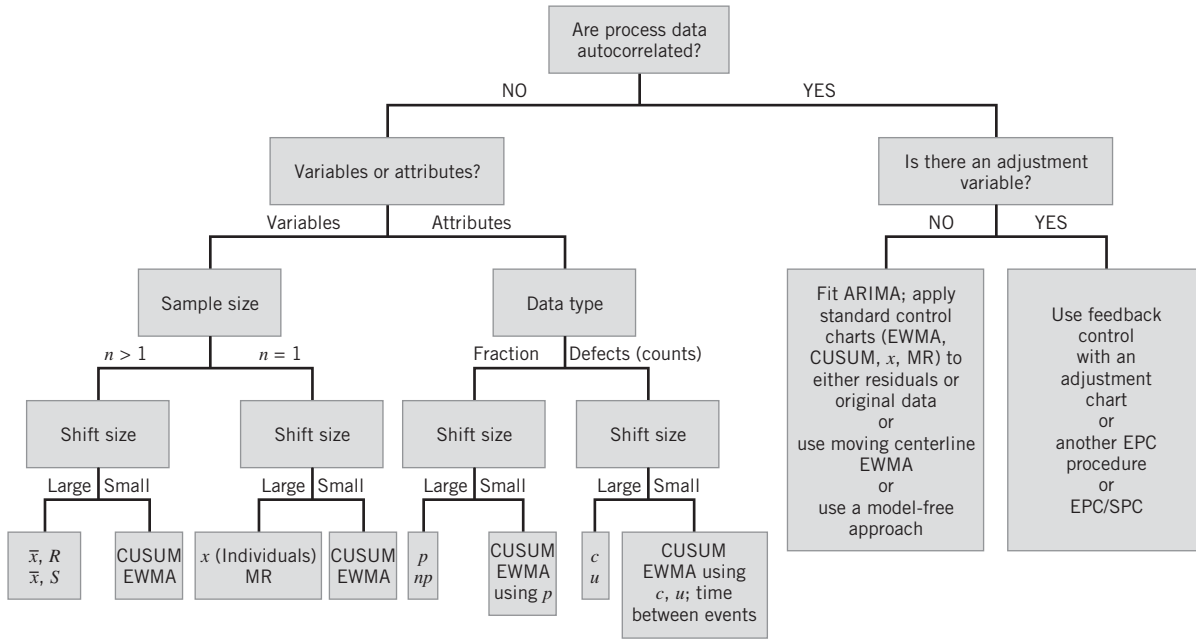 Are process data
autocorrelated?
NO
YES
Variables or attributes?
Is there an adjustment
variable?
Variables
Attributes
NO
YES
Sample size
Data type
Fit ARIMA; apply
standard control
charts (EWMA,
CUSUM, x, MR) to
either residuals or
original data
or
use moving centerline
EWMA
or
use a model-free
approach
Use feedback
control
with an
adjustment
chart
or
another EPC
procedure
or
EPC/SPC
n > 1
n = 1
Fraction
Defects (counts)
Shift size
Shift size
Shift size
Shift size
Large
Small
Large
Small
Large
Small
Large
Small
x̅, R
x̅, S
CUSUM
EWMA
x (Individuals)
MR
CUSUM
EWMA
p
np
CUSUM
EWMA
using p
c
u
CUSUM
EWMA using
c, u; time
between events